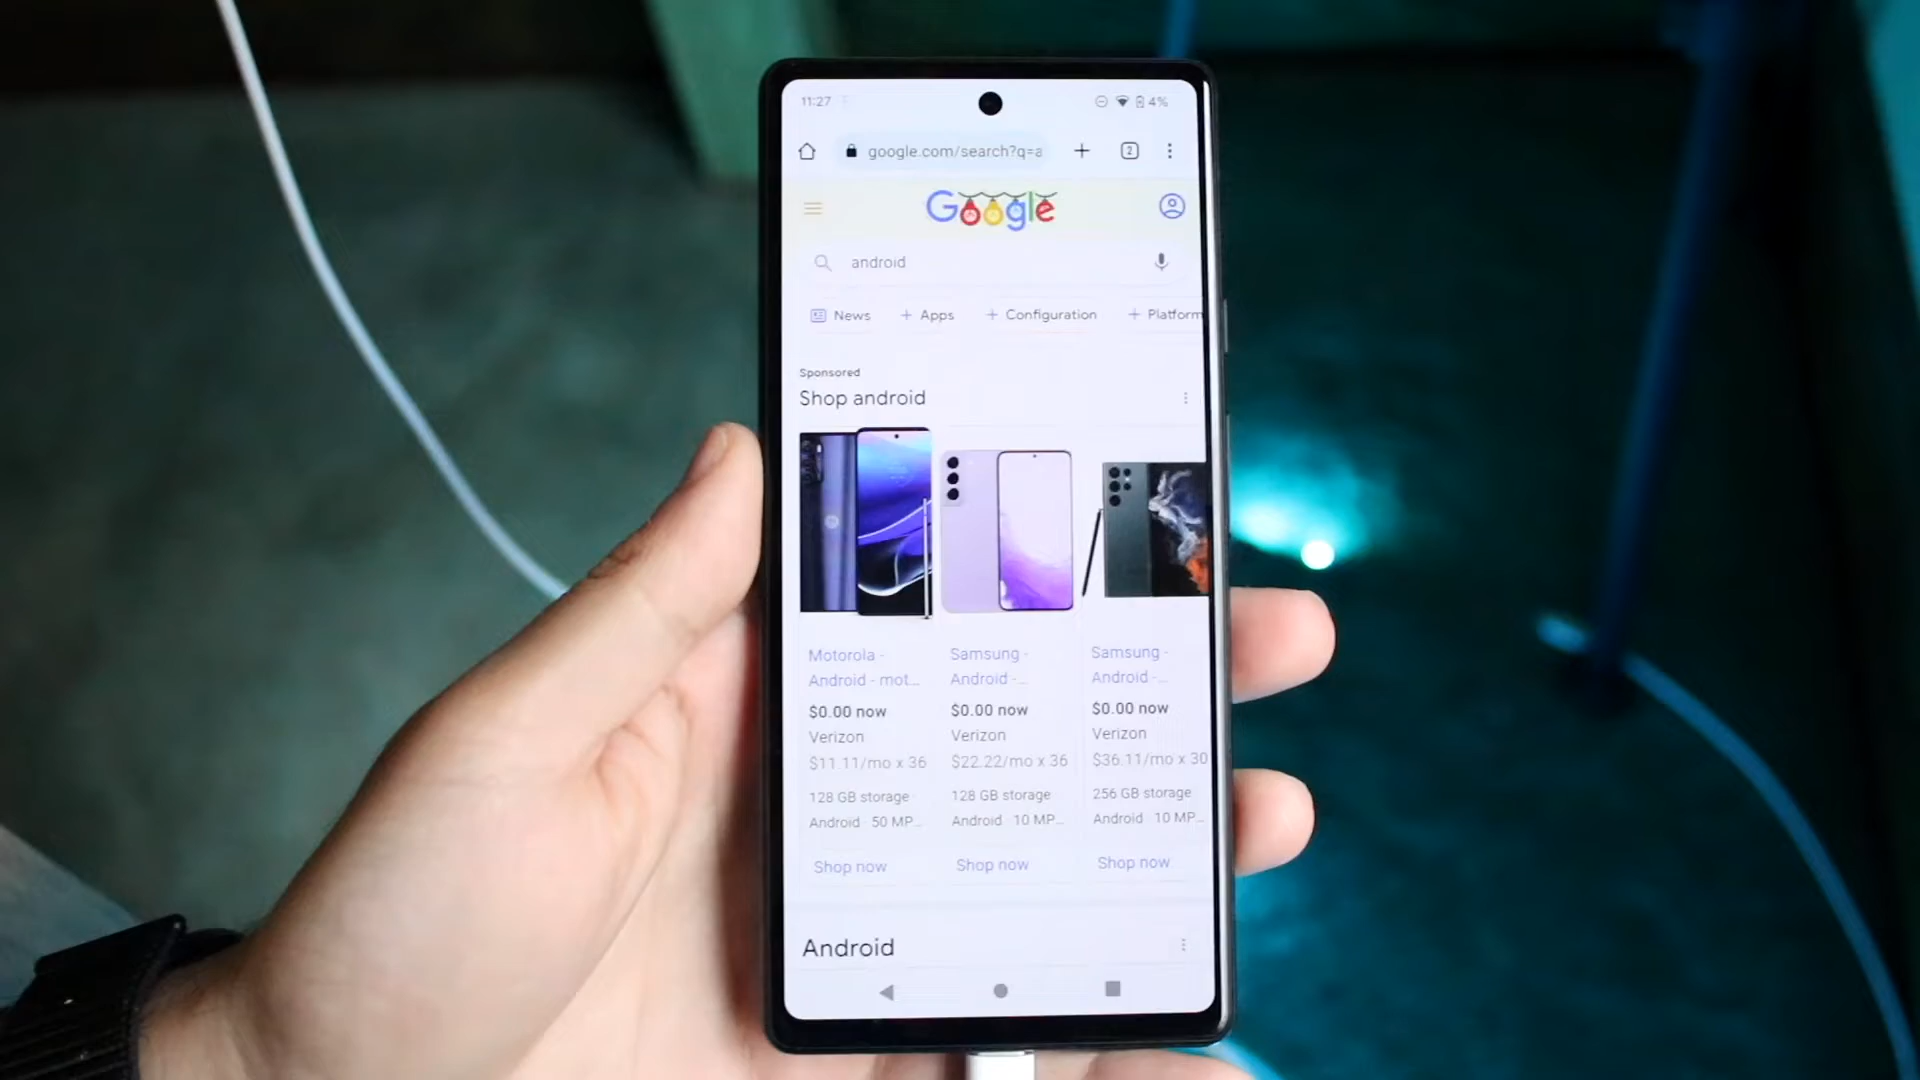 11:27 4%
google.com/search?q=a 2
Google
android
News + Apps + Configuration + Platform
Sponsored
Shop android
Motorola -
Android - mot...
$0.00 now
Verizon
$11.11/mo x 36
128 GB storage
Android · 50 MP...
Shop now
Samsung -
Android -...
$0.00 now
Verizon
$22.22/mo x 36
128 GB storage
Android · 10 MP...
Shop now
Samsung -
Android -...
$0.00 now
Verizon
$36.11/mo x 30
256 GB storage
Android · 10 MP...
Shop now
Android